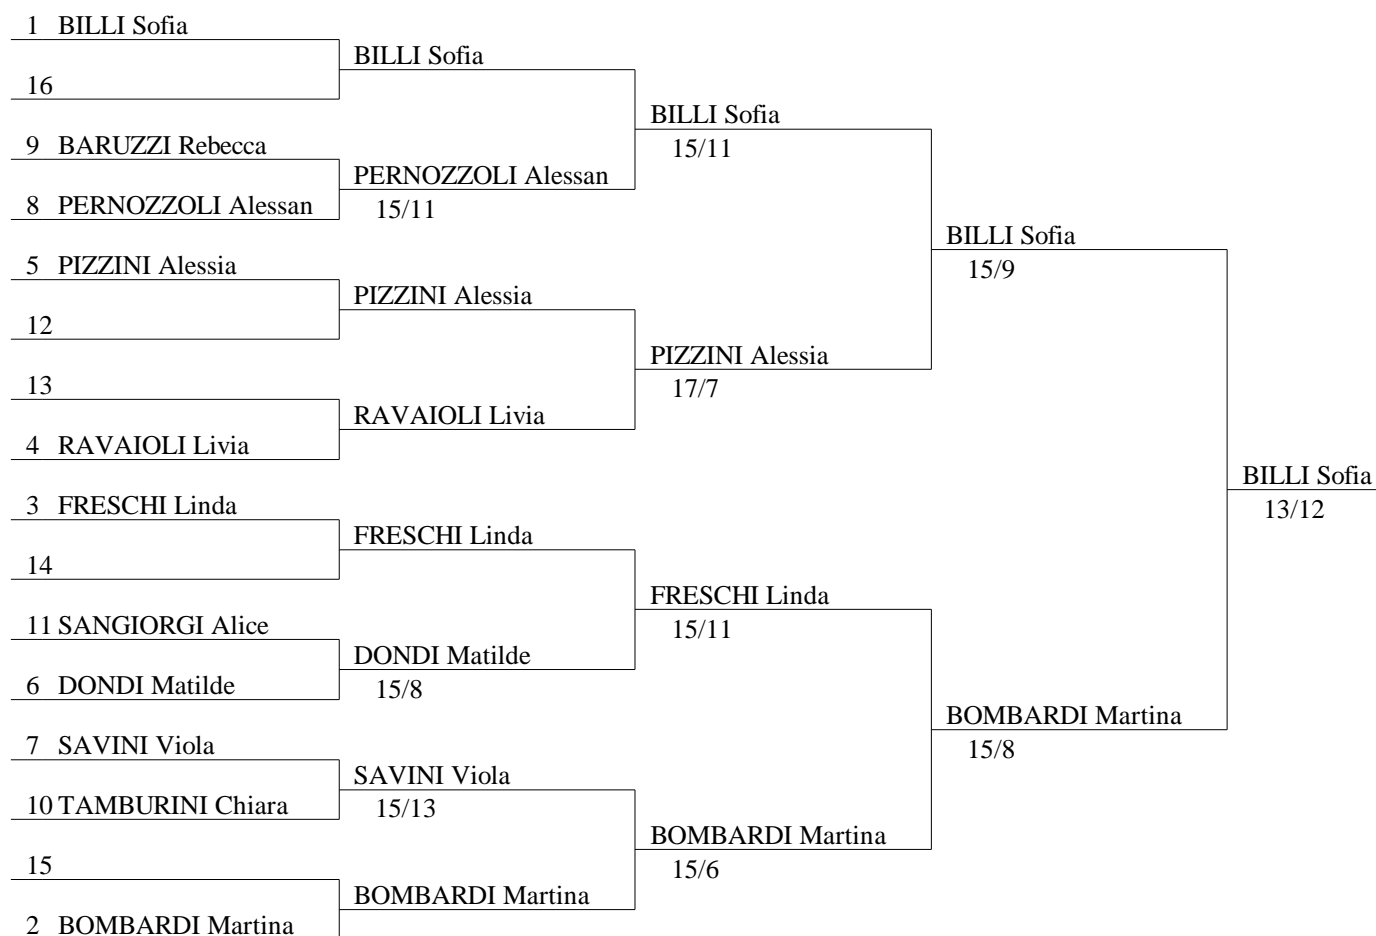 1 BILLI Sofia
16
9 BARUZZI Rebecca
8 PERNOZZOLI Alessan
5 PIZZINI Alessia
12
13
4 RAVAIOLI Livia
3 FRESCHI Linda
14
11 SANGIORGI Alice
6 DONDI Matilde
7 SAVINI Viola
10 TAMBURINI Chiara
15
2 BOMBARDI Martina
BILLI Sofia
PERNOZZOLI Alessan
15/11
PIZZINI Alessia
RAVAIOLI Livia
FRESCHI Linda
DONDI Matilde
15/8
SAVINI Viola
15/13
BOMBARDI Martina
BILLI Sofia
15/11
PIZZINI Alessia
17/7
FRESCHI Linda
15/11
BOMBARDI Martina
15/6
BILLI Sofia
15/9
BOMBARDI Martina
15/8
BILLI Sofia
13/12